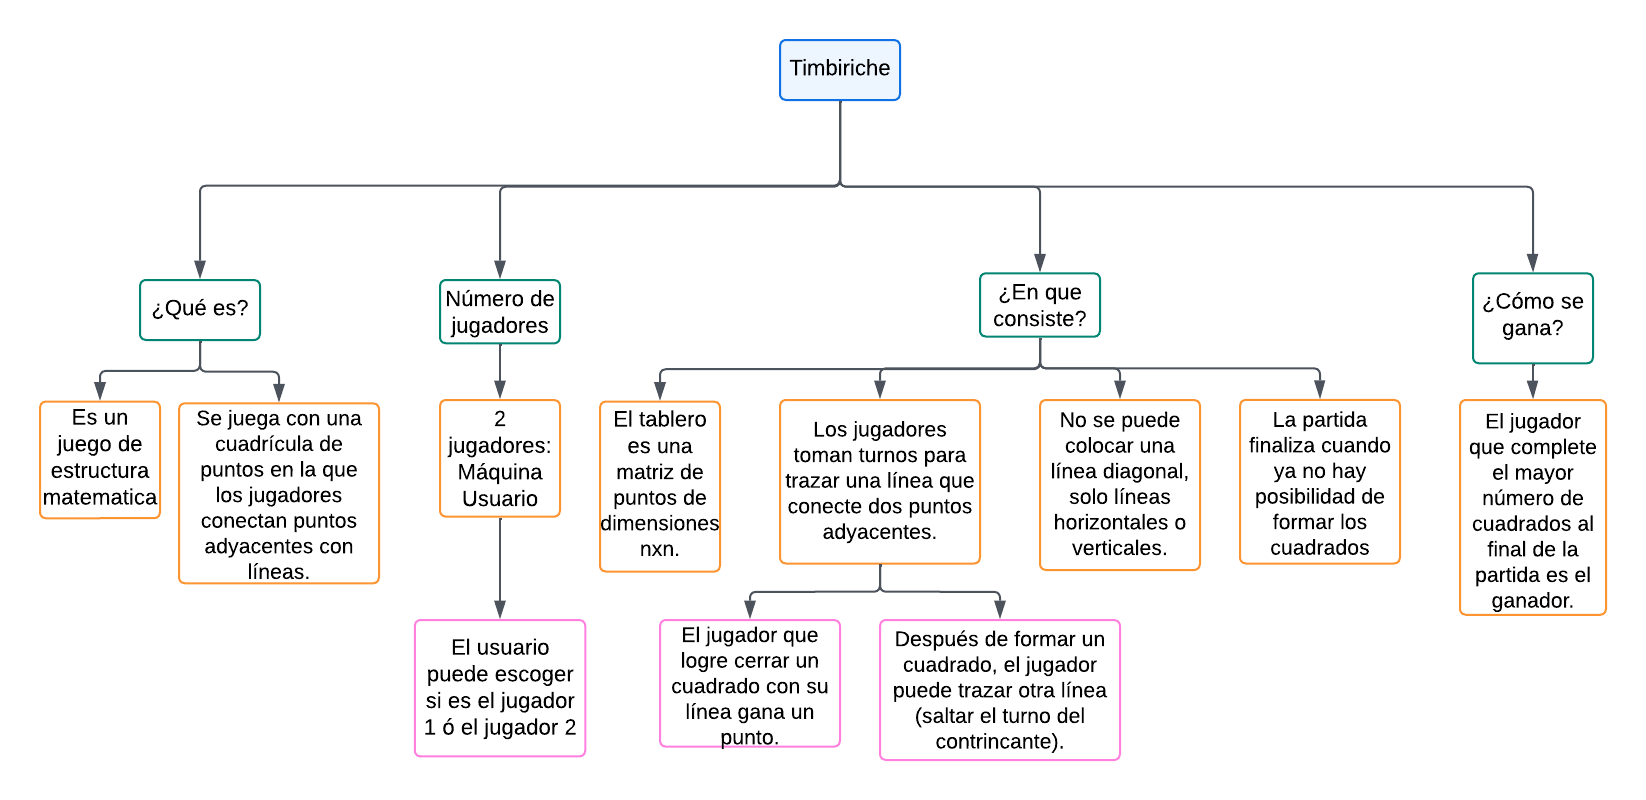 Timbiriche
¿Qué es?
Número de
jugadores
¿En que
consiste?
¿Cómo se
gana?
Es un
juego de
estructura
matematica
Se juega con una
cuadrícula de
puntos en la que
los jugadores
conectan puntos
adyacentes con
líneas.
2
jugadores:
Máquina
Usuario
El tablero
es una
matriz de
puntos de
dimensiones
nxn.
Los jugadores
toman turnos para
trazar una línea que
conecte dos puntos
adyacentes.
No se puede
colocar una
línea diagonal,
solo líneas
horizontales o
verticales.
La partida
finaliza cuando
ya no hay
posibilidad de
formar los
cuadrados
El jugador
que complete
el mayor
número de
cuadrados al
final de la
partida es el
ganador.
El usuario
puede escoger
si es el jugador
1 ó el jugador 2
El jugador que
logre cerrar un
cuadrado con su
línea gana un
punto.
Después de formar un
cuadrado, el jugador
puede trazar otra línea
(saltar el turno del
contrincante).